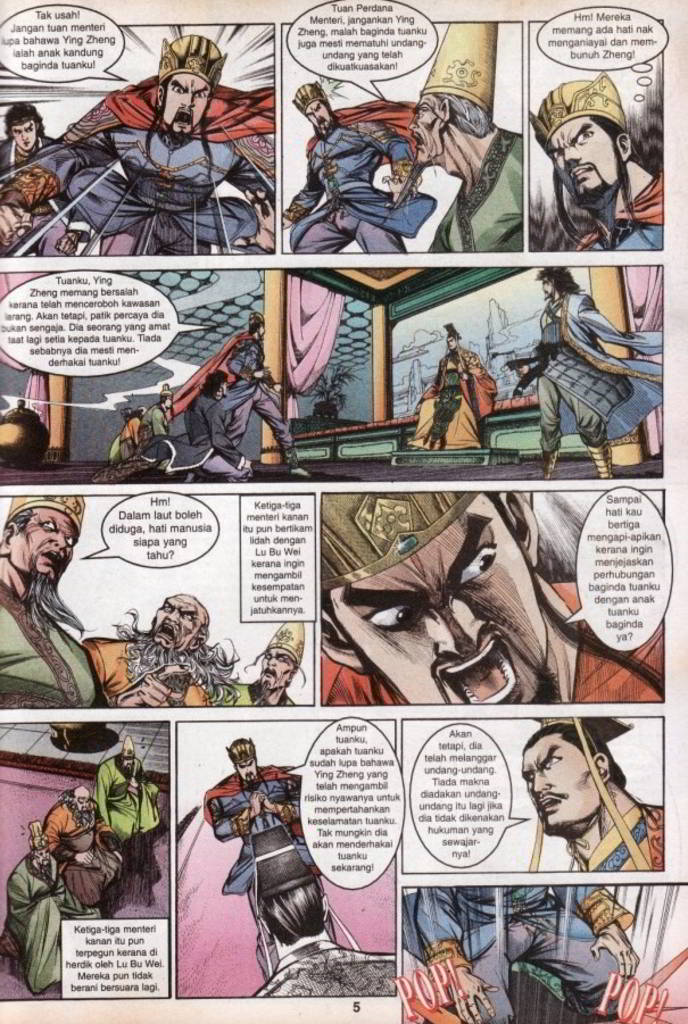 Tak usah!
Jangan tuan menteri
lupa bahawa Ying Zheng
ialah anak kandung
baginda tuanku!
Tuan Perdana
Menteri, jangankan Ying
Zheng, malah baginda tuanku
juga mesti mematuhi undang-
undang yang telah
dikuatkuasakan!
Hm! Mereka
memang ada hati nak
menganiayai dan mem-
bunuh Zheng!
Tuanku, Ying
Zheng memang bersalah
kerana telah menceroboh kawasan
larang. Akan tetapi, patik percaya dia
bukan sengaja. Dia seorang yang amat
taat lagi setia kepada tuanku. Tiada
sebabnya dia mesti men-
derhakai tuanku!
Hm!
Dalam laut boleh
diduga, hati manusia
siapa yang
tahu?
Ketiga-tiga
menteri kanan
itu pun bertikam
lidah dengan
Lu Bu Wei
kerana ingin
mengambil
kesempatan
untuk men-
jatuhkannya.
Sampai
hati kau
bertiga
mengapi-apikan
kerana ingin
menjejaskan
perhubungan
baginda tuanku
dengan anak
tuanku
baginda
ya?
Ketiga-tiga menteri
kanan itu pun
terpegun kerana di
herdik oleh Lu Bu Wei.
Mereka pun tidak
berani bersuara lagi.
Ampun
tuanku,
apakah tuanku
sudah lupa bahawa
Ying Zheng yang
telah mengambil
risiko nyawanya untuk
mempertahankan
keselamatan tuanku.
Tak mungkin dia
akan menderhakai
tuanku
sekarang!
Akan
tetapi, dia
telah melanggar
undang-undang.
Tiada makna
diadakan undang-
undang itu lagi jika
dia tidak dikenakan
hukuman yang
sewajar-
nya!
POP!
POP!
5